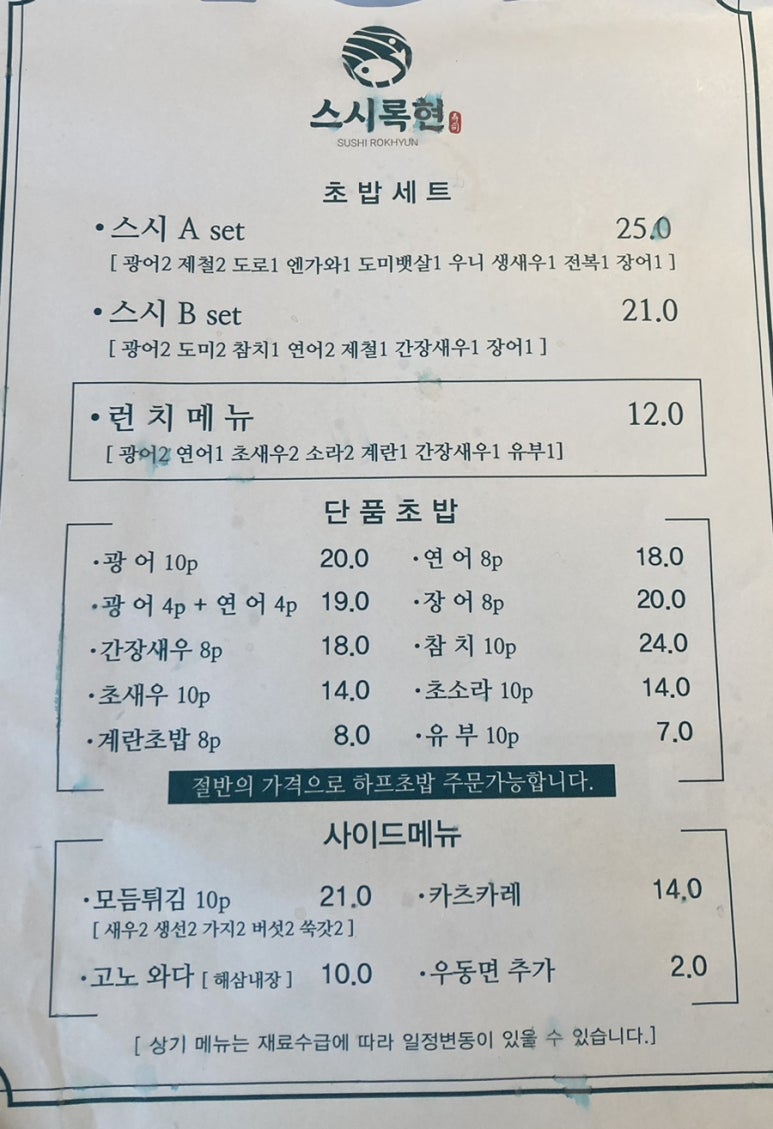 스시록현
寿司
SUSHI ROKHYUN
초밥세트
•스시 A set 25.0
[ 광어2 제철2 도로1 엔가와1 도미뱃살1 우니 생새우1 전복1 장어1 ]
•스시 B set 21.0
[ 광어2 도미2 참치1 연어2 제철1 간장새우1 장어1 ]
•런치메뉴 12.0
[ 광어2 연어1 초새우2 소라2 계란1 간장새우1 유부1]
단품초밥
·광어 10p 20.0 ·연어 8p 18.0
·광어 4p + 연어 4p 19.0 ·장어 8p 20.0
·간장새우 8p 18.0 ·참치 10p 24.0
·초새우 10p 14.0 ·초소라 10p 14.0
·계란초밥 8p 8.0 ·유부 10p 7.0
절반의 가격으로 하프초밥 주문가능합니다.
사이드메뉴
·모듬튀김 10p 21.0 ·카츠카레 14.0
[ 새우2 생선2 가지2 버섯2 쑥갓2 ]
·고노 와다 [ 해삼내장 ] 10.0 ·우동면 추가 2.0
[ 상기 메뉴는 재료수급에 따라 일정변동이 있을 수 있습니다.]